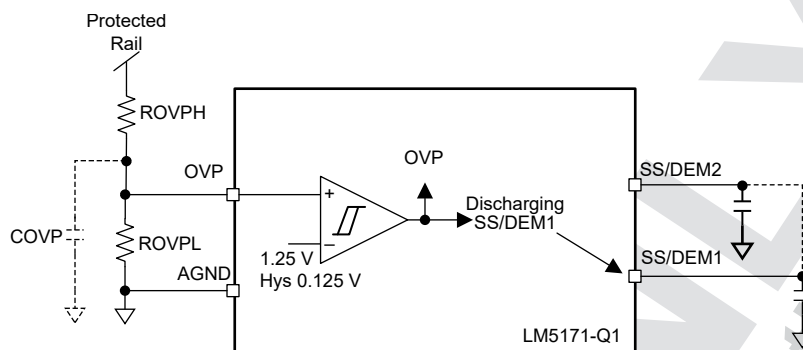 Protected
Rail
ROVPH
OVP
OVP
SS/DEM2
+
Discharging
SS/DEM1
COVP
ROVPL
−
1.25 V
Hys 0.125 V
SS/DEM1
AGND
LM5171-Q1